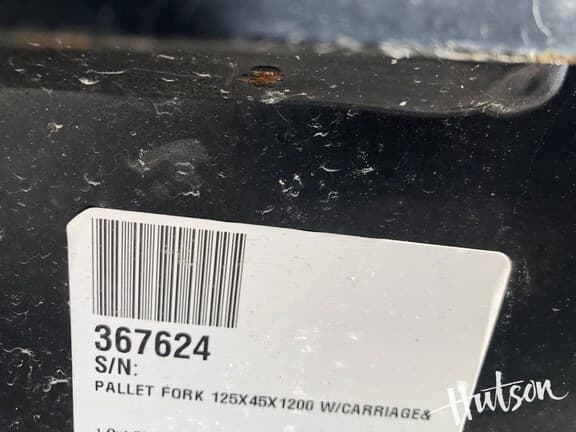 367624
S/N:
PALLET FORK 125X45X1200 W/CARRIAGE&
Hutson